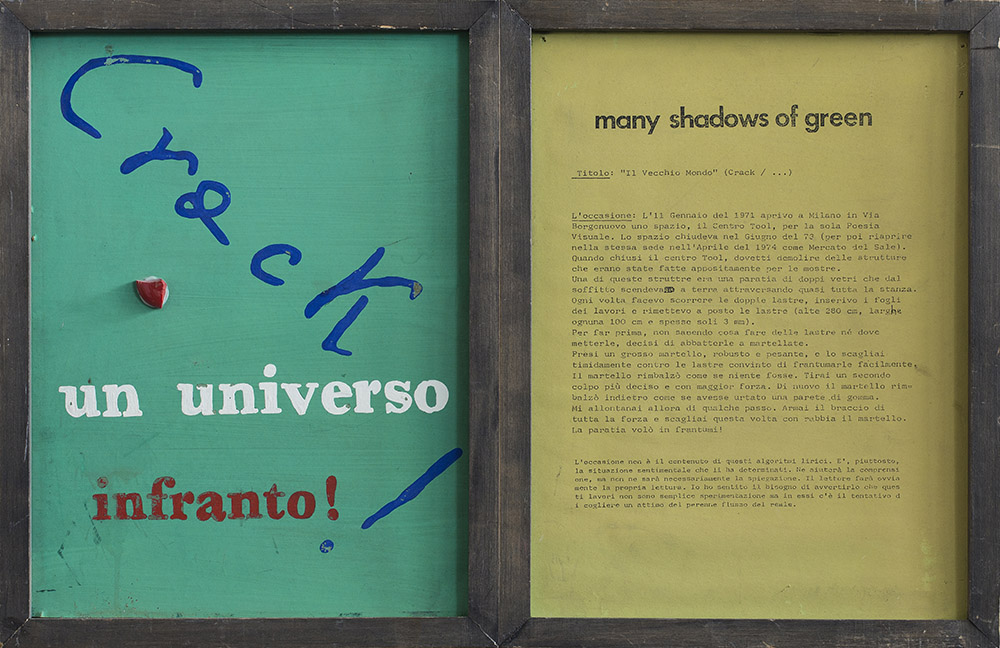 Crack!
un universo
infranto!
many shadows of green
Titolo: "Il Vecchio Mondo" (Crack / ...)
L'occasione: L'11 Gennaio del 1971 aprivo a Milano in Via
Borgonuovo uno spazio, il Centro Tool, per la sola Poesia
Visuale. Lo spazio chiudeva nel Giugno del 73 (per poi riaprire
nella stessa sede nell'Aprile del 1974 come Mercato del Sale).
Quando chiusi il centro Tool, dovetti demolire delle strutture
che erano state fatte appositamente per le mostre.
Una di queste struttre era una paratia di doppi vetri che dal
soffitto scendeva a terra attraversando quasi tutta la stanza.
Ogni volta facevo scorrere le doppie lastre, inserivo i fogli
dei lavori e rimettevo a posto le lastre (alte 280 cm, larghe
ognuna 100 cm e spesse soli 3 mm).
Per far prima, non sapendo cosa fare delle lastre né dove
metterle, decisi di abbatterle a martellate.
Presi un grosso martello, robusto e pesante, e lo scagliai
timidamente contro le lastre convinto di frantumarle facilmente.
Il martello rimbalzò come se niente fosse. Tirai un secondo
colpo più deciso e con maggior forza. Di nuovo il martello rim-
balzò indietro come se avesse urtato una parete di gomma.
Mi allontanai allora di qualche passo. Armai il braccio di
tutta la forza e scagliai questa volta con rabbia il martello.
La paratia volò in frantumi!
L'occasione non è il contenuto di questi algoritmi lirici. E', piuttosto,
la situazione sentimentale che li ha determinati. Ne aiuterà la comprensi
one, ma non ne sarà necessariamente la spiegazione. Il lettore farà ovvia
mente la propria lettura. Io ho sentito il bisogno di avvertirlo che ques
ti lavori non sono semplice sperimentazione ma in essi c'è il tentativo d
i cogliere un attimo del perenne flusso del reale.